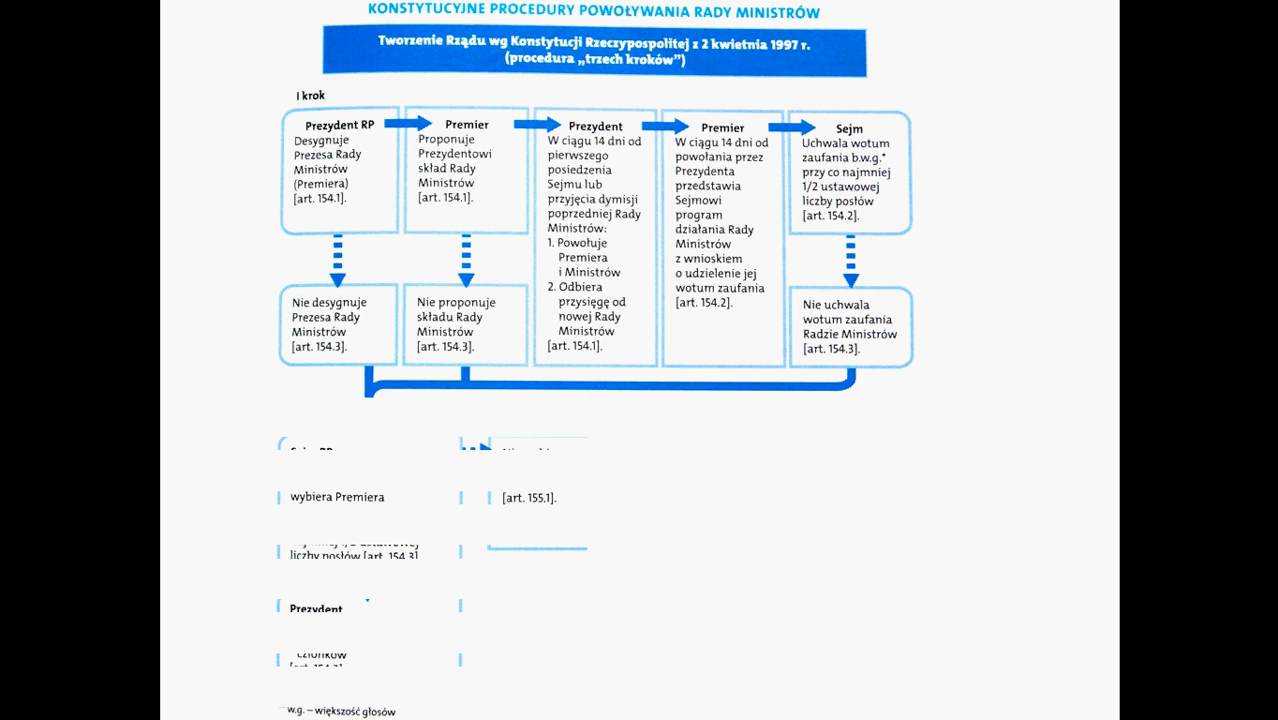 KONSTYTUCYJNE PROCEDURY POWOŁYWANIA RADY MINISTRÓW
Tworzenie Rządu wg Konstytucji Rzeczypospolitej z 2 kwietnia 1997 r.
(procedura „trzech kroków”)
I krok
Prezydent RP
Desygnuje
Prezesa Rady
Ministrów
(Premiera)
[art. 154.1].
Premier
Proponuje
Prezydentowi
skład Rady
Ministrów
[art. 154.1].
Prezydent
W ciągu 14 dni od
pierwszego
posiedzenia
Sejmu lub
przyjęcia dymisji
poprzedniej Rady
Ministrów:
1. Powołuje
Premiera
i Ministrów
2. Odbiera
przysięgę od
nowej Rady
Ministrów
[art. 154.1].
Premier
W ciągu 14 dni od
powołania przez
Prezydenta
przedstawia
Sejmowi
program
działania Rady
Ministrów
z wnioskiem
o udzielenie jej
wotum zaufania
[art. 154.2].
Sejm
Uchwala wotum
zaufania b.w.g.*
przy co najmniej
1/2 ustawowej
liczby posłów
[art. 154.2].
Nie desygnuje
Prezesa Rady
Ministrów
[art. 154.3].
Nie proponuje
składu Rady
Ministrów
[art. 154.3].
Nie uchwala
wotum zaufania
Radzie Ministrów
[art. 154.3].
wybiera Premiera
[art. 155.1].
liczby posłów [art. 154.3]
Prezydent
członków
w.g. – większość głosów